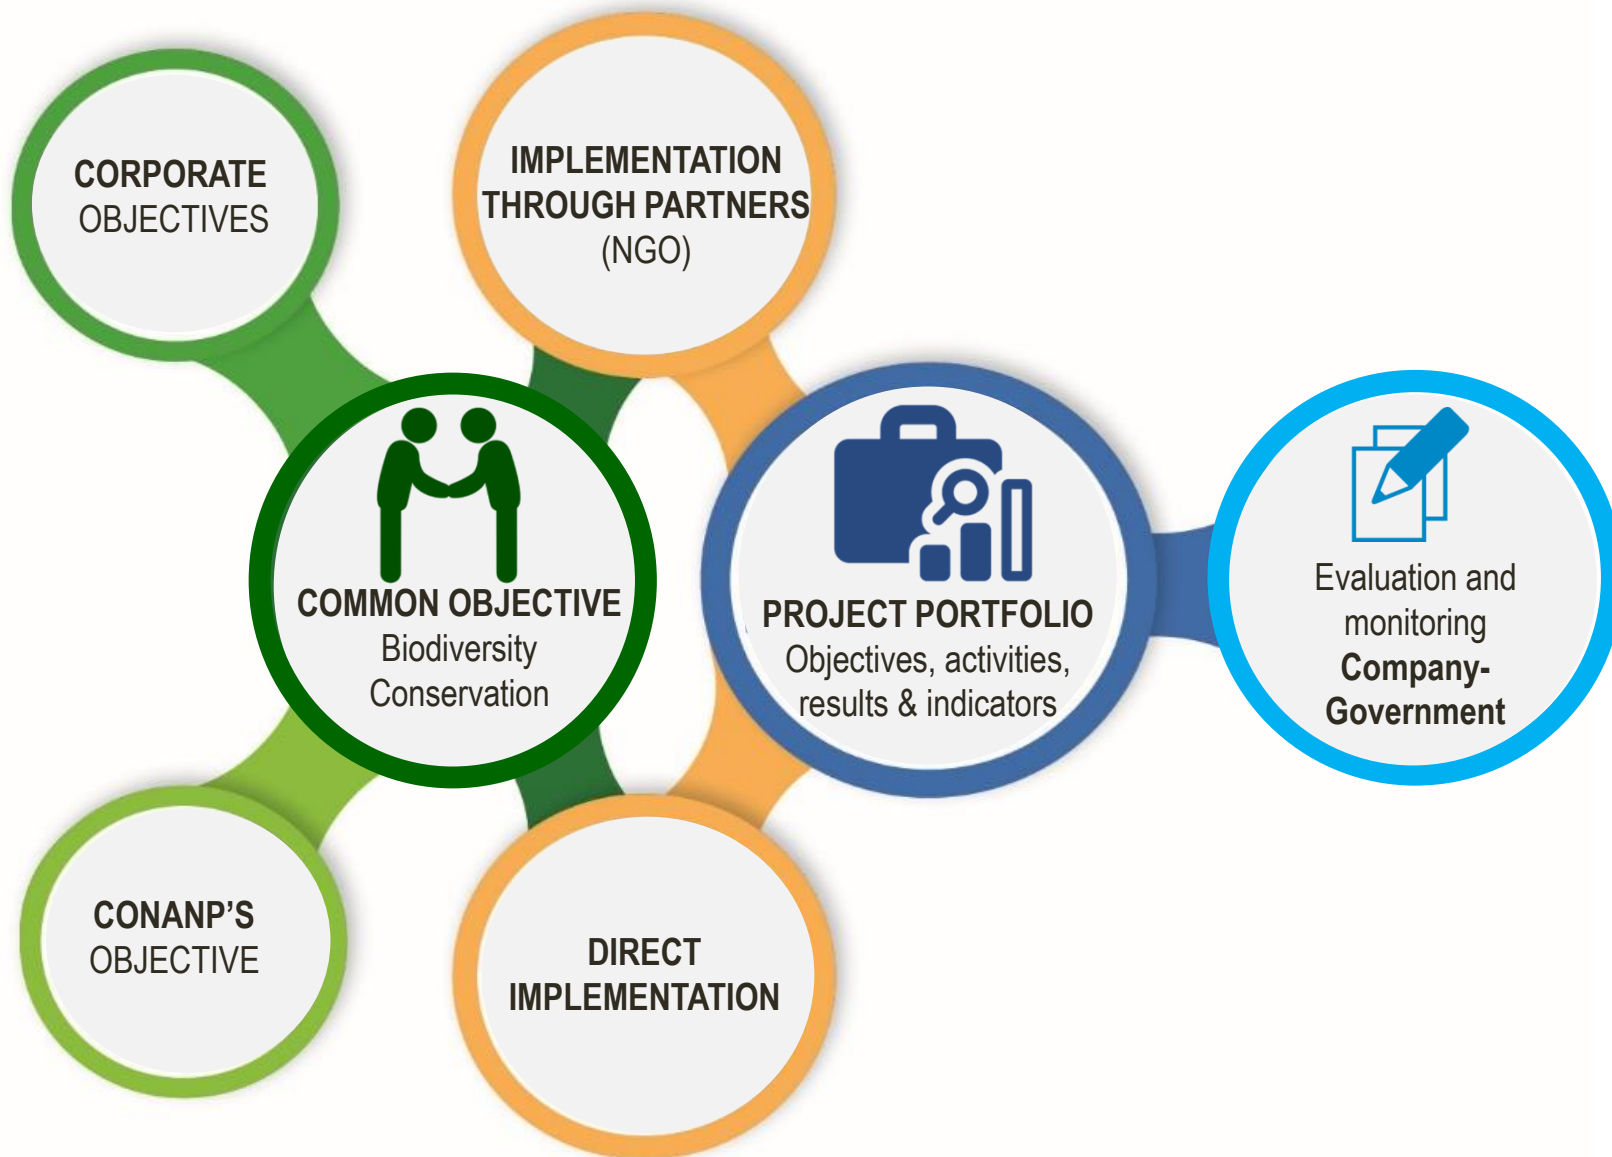 CORPORATE
OBJECTIVES
IMPLEMENTATION
THROUGH PARTNERS
(NGO)
COMMON OBJECTIVE
Biodiversity
Conservation
PROJECT PORTFOLIO
Objectives, activities,
results & indicators
Evaluation and
monitoring
Company-
Government
CONANP’S
OBJECTIVE
DIRECT
IMPLEMENTATION